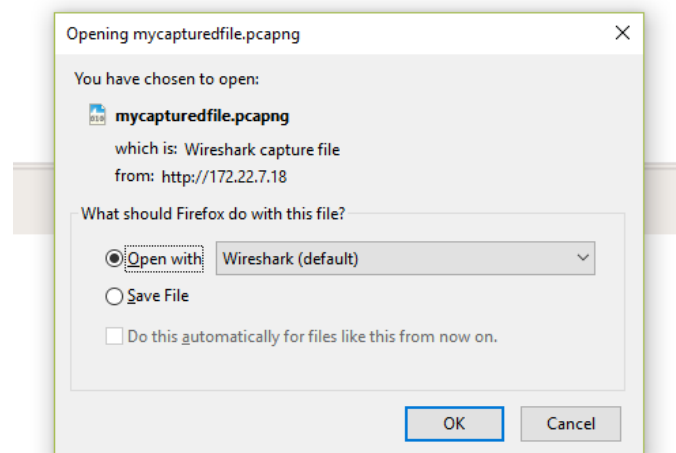 Opening mycapturedfile.pcapng
You have chosen to open:
mycapturedfile.pcapng
which is: Wireshark capture file
from: http://172.22.7.18
What should Firefox do with this file?
Open with Wireshark (default)
Save File
Do this automatically for files like this from now on.
OK Cancel